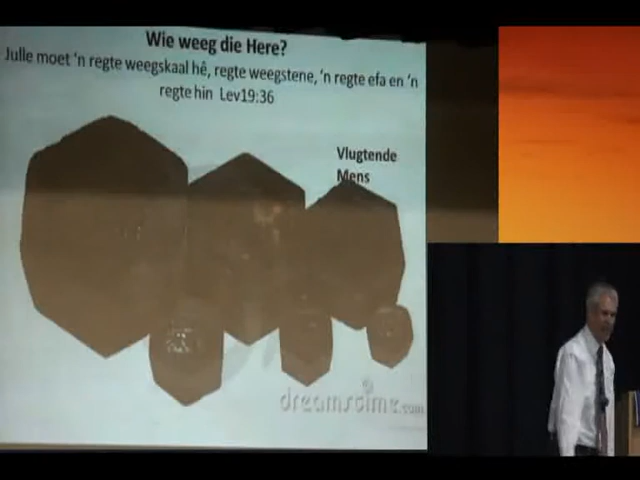 Wie weeg die Here?
Julle moet 'n regte weegskaal hê, regte weegstene, 'n regte efa en 'n
regte hin Lev19:36
Vlugtende
Mens
dreamstime.com